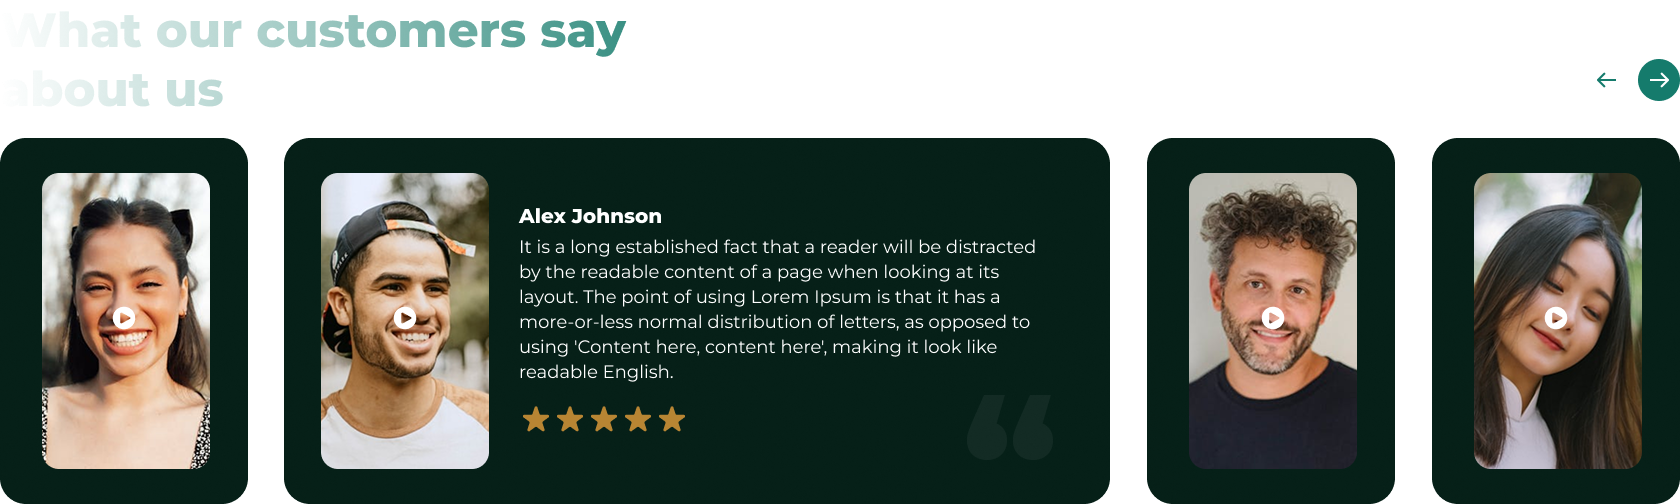 What our customers say
about us
Alex Johnson
It is a long established fact that a reader will be distracted
by the readable content of a page when looking at its
layout. The point of using Lorem Ipsum is that it has a
more-or-less normal distribution of letters, as opposed to
using 'Content here, content here', making it look like
readable English.
“